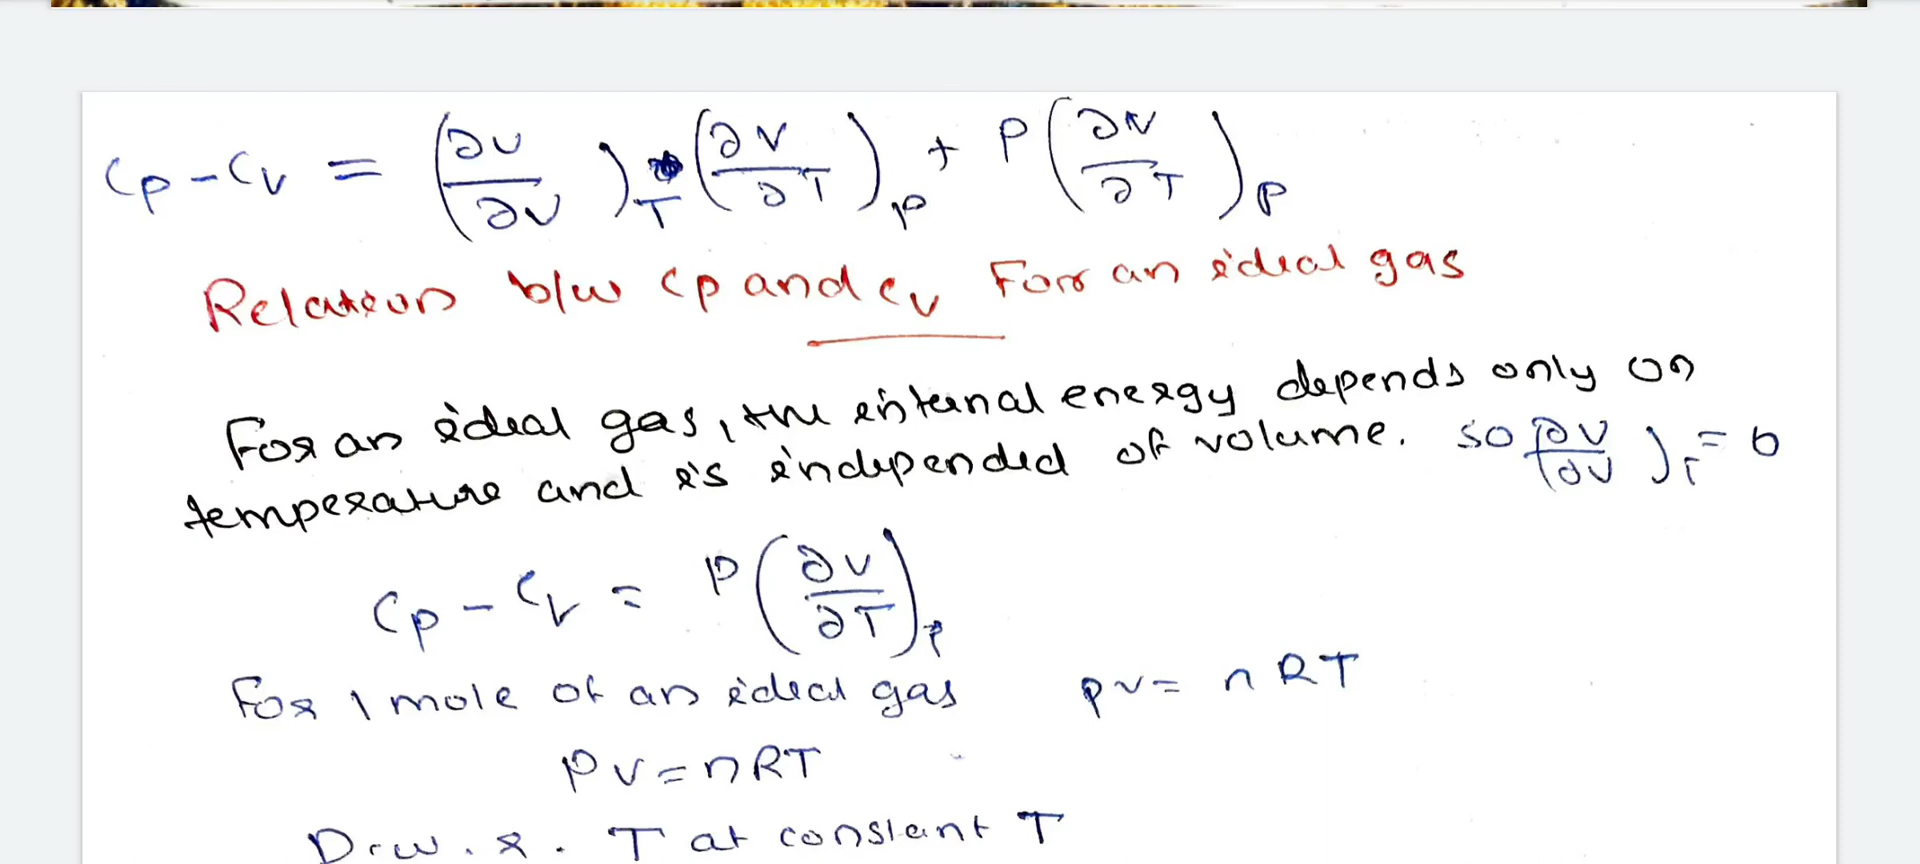 Cp - Cv = (∂U/∂V)T (∂V/∂T)p + P(∂V/∂T)p
Relation b/w Cp and Cv For an ideal gas
For an ideal gas, the internal energy depends only on
temperature and is independed of volume. so (∂U/∂V)T = 0
Cp - Cv = P(∂V/∂T)p
For 1 mole of an ideal gas PV = nRT
PV = nRT
D.w.r. T at constant T